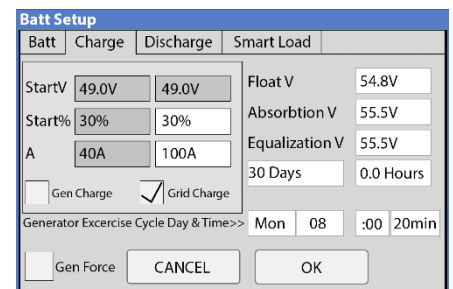 Batt Setup
Batt Charge Discharge Smart Load
StartV 49.0V 49.0V Float V 54.8V
Start% 30% 30% Absorbtion V 55.5V
A 40A 100A Equalization V 55.5V
30 Days 0.0 Hours
Gen Charge Grid Charge
Generator Excercise Cycle Day & Time>> Mon 08 :00 20min
Gen Force CANCEL OK